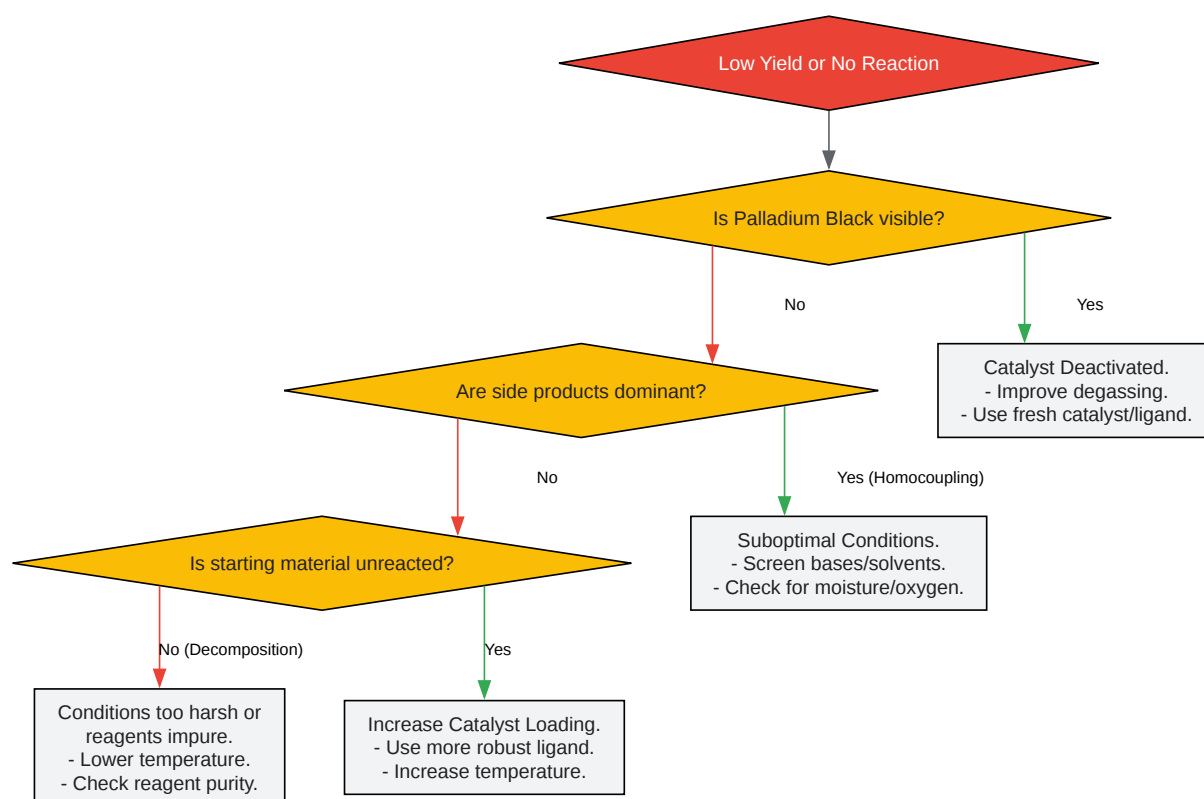 Low Yield or No Reaction
Is Palladium Black visible?
No
Yes
Are side products dominant?
Catalyst Deactivated.
- Improve degassing.
- Use fresh catalyst/ligand.
No
Yes (Homocoupling)
Is starting material unreacted?
Suboptimal Conditions.
- Screen bases/solvents.
- Check for moisture/oxygen.
No (Decomposition)
Yes
Conditions too harsh or
reagents impure.
- Lower temperature.
- Check reagent purity.
Increase Catalyst Loading.
- Use more robust ligand.
- Increase temperature.